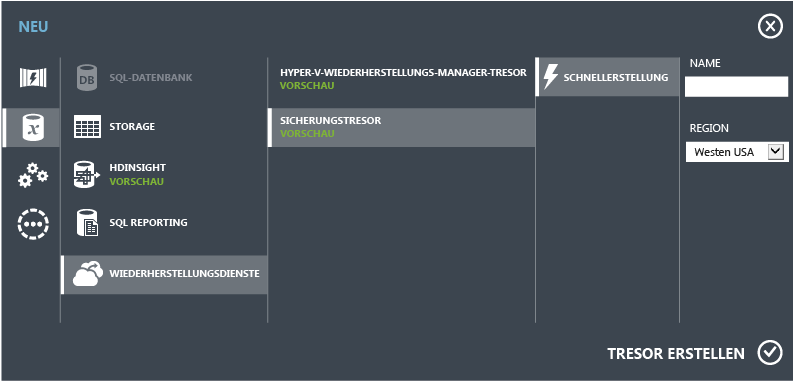 NEU
DB
SQL-DATENBANK
STORAGE
HDINSIGHT
VORSCHAU
SQL REPORTING
WIEDERHERSTELLUNGSDIENSTE
HYPER-V-WIEDERHERSTELLUNGS-MANAGER-TRESOR
VORSCHAU
SICHERUNGSTRESOR
VORSCHAU
SCHNELLERSTELLUNG
NAME
REGION
Westen USA
TRESOR ERSTELLEN